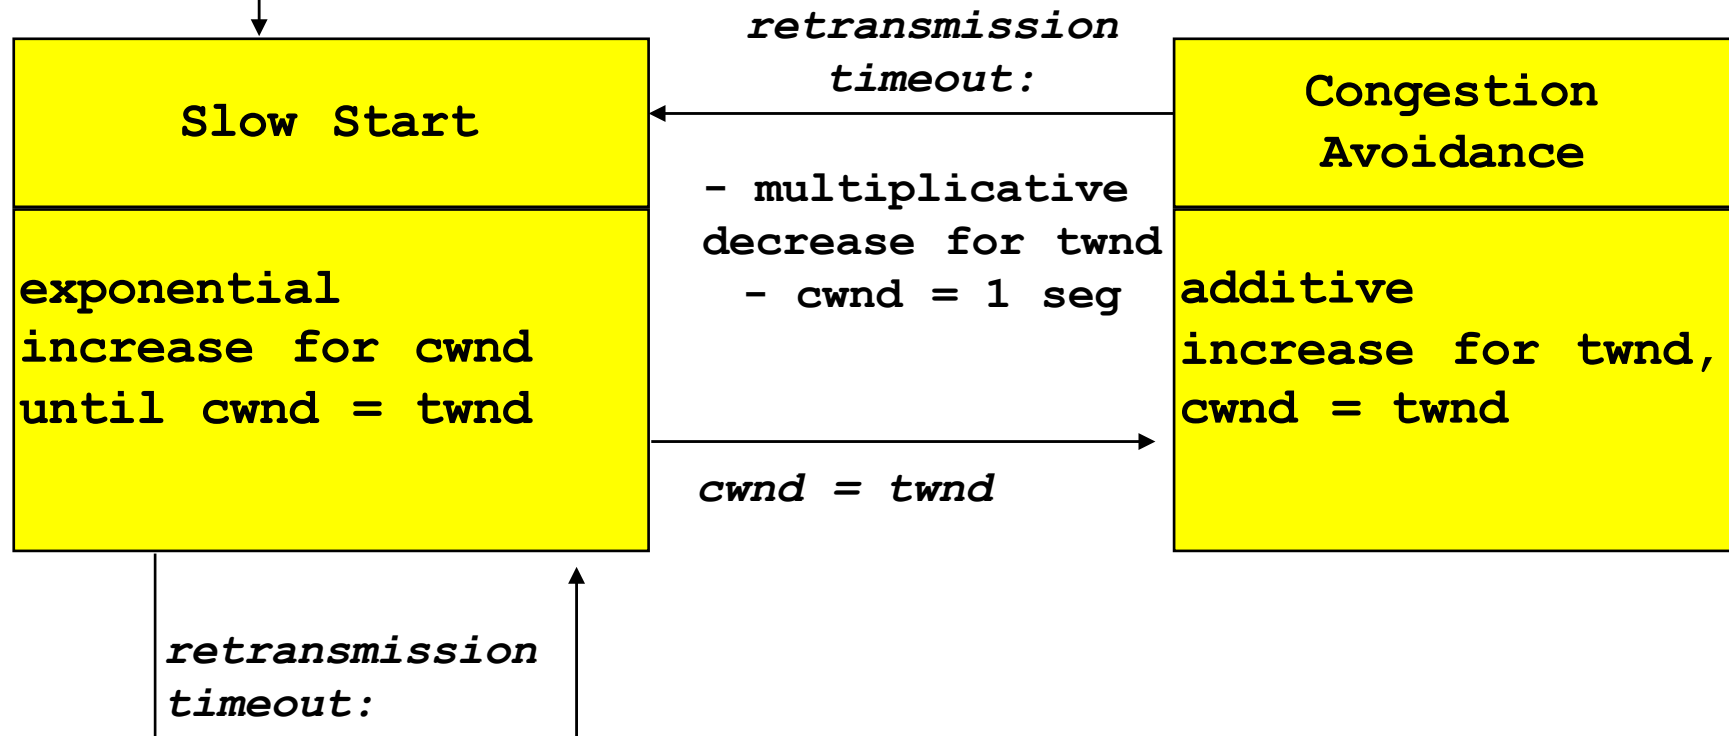 retransmission
timeout:
Slow Start
Congestion
Avoidance
- multiplicative
decrease for twnd
- cwnd = 1 seg
exponential
increase for cwnd
until cwnd = twnd
additive
increase for twnd,
cwnd = twnd
cwnd = twnd
retransmission
timeout: